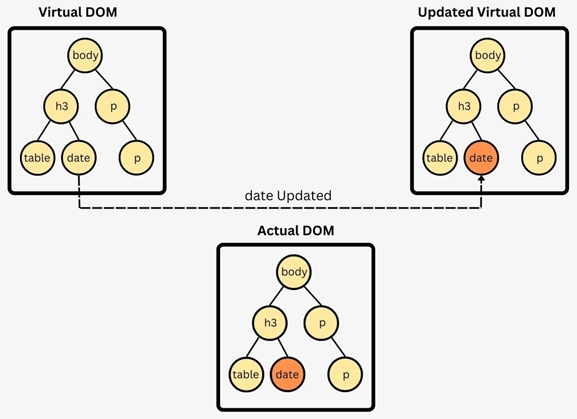 Virtual DOM
body
h3
p
table
date
p
Updated Virtual DOM
body
h3
p
table
date
p
date Updated
Actual DOM
body
h3
p
table
date
p